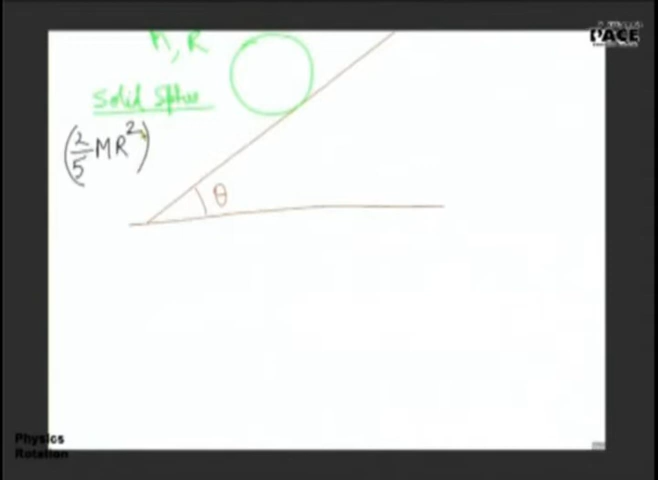 PACE
M, R
Solid Sphere
(2/5 MR²)
θ
Physics
Rotation